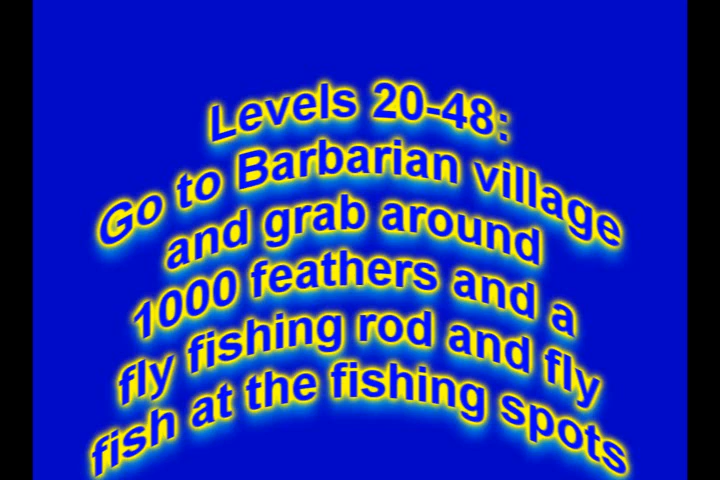 Levels 20-48:
Go to Barbarian village
and grab around
1000 feathers and a
fly fishing rod and fly
fish at the fishing spots